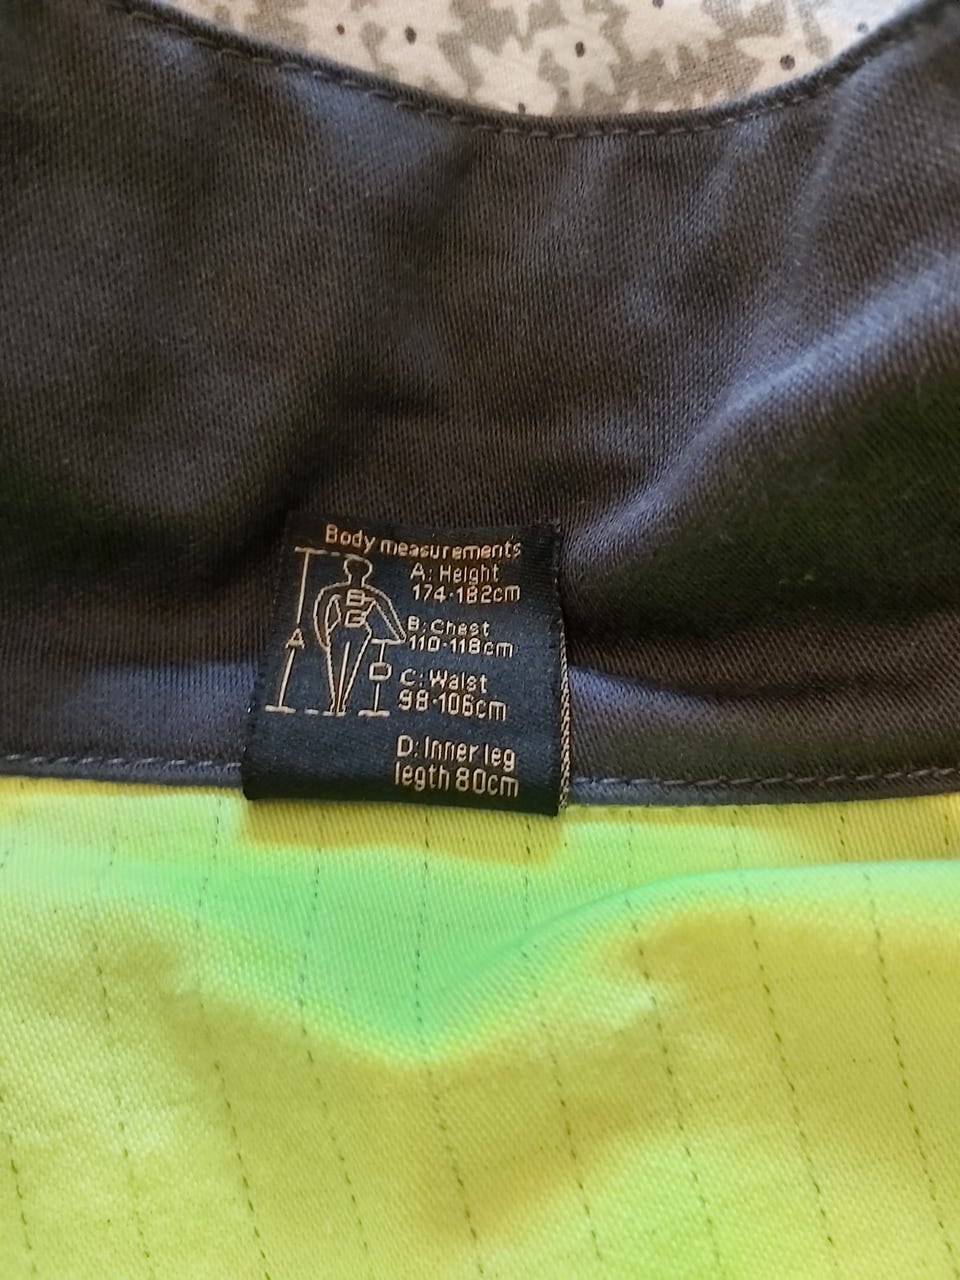 Body measurements
A: Height
174-182cm
B: Chest
110-118cm
C: Waist
98-106cm
D: Inner leg
legth 80cm
B
C
A
D